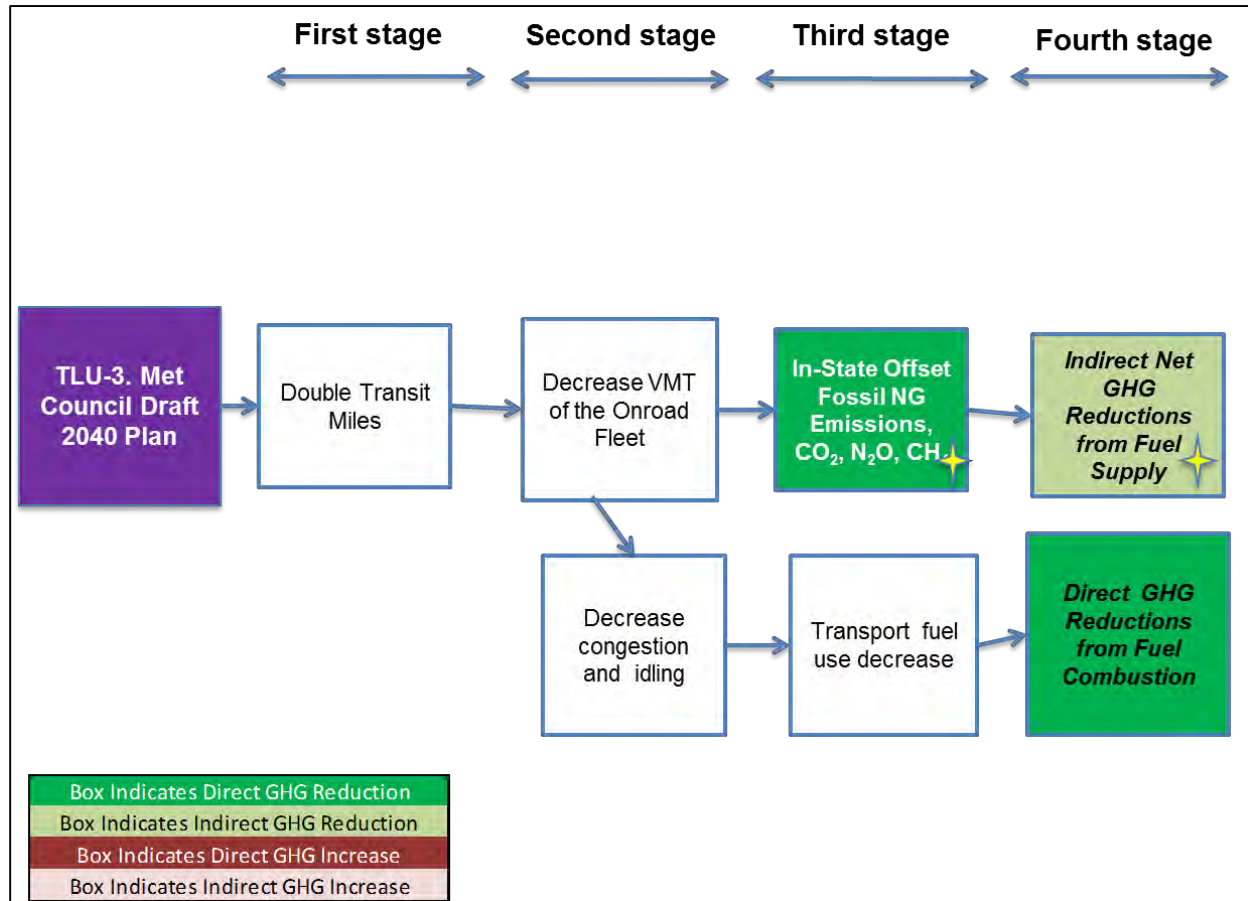 First stage
Second stage
Third stage
Fourth stage
TLU-3. Met
Council Draft
2040 Plan
Double Transit
Miles
Decrease VMT
of the Onroad
Fleet
In-State Offset
Fossil NG
Emissions,
CO₂, N₂O, CH
Indirect Net
GHG
Reductions
from Fuel
Supply
Decrease
congestion
and idling
Transport fuel
use decrease
Direct GHG
Reductions
from Fuel
Combustion
Box Indicates Direct GHG Reduction
Box Indicates Indirect GHG Reduction
Box Indicates Direct GHG Increase
Box Indicates Indirect GHG Increase